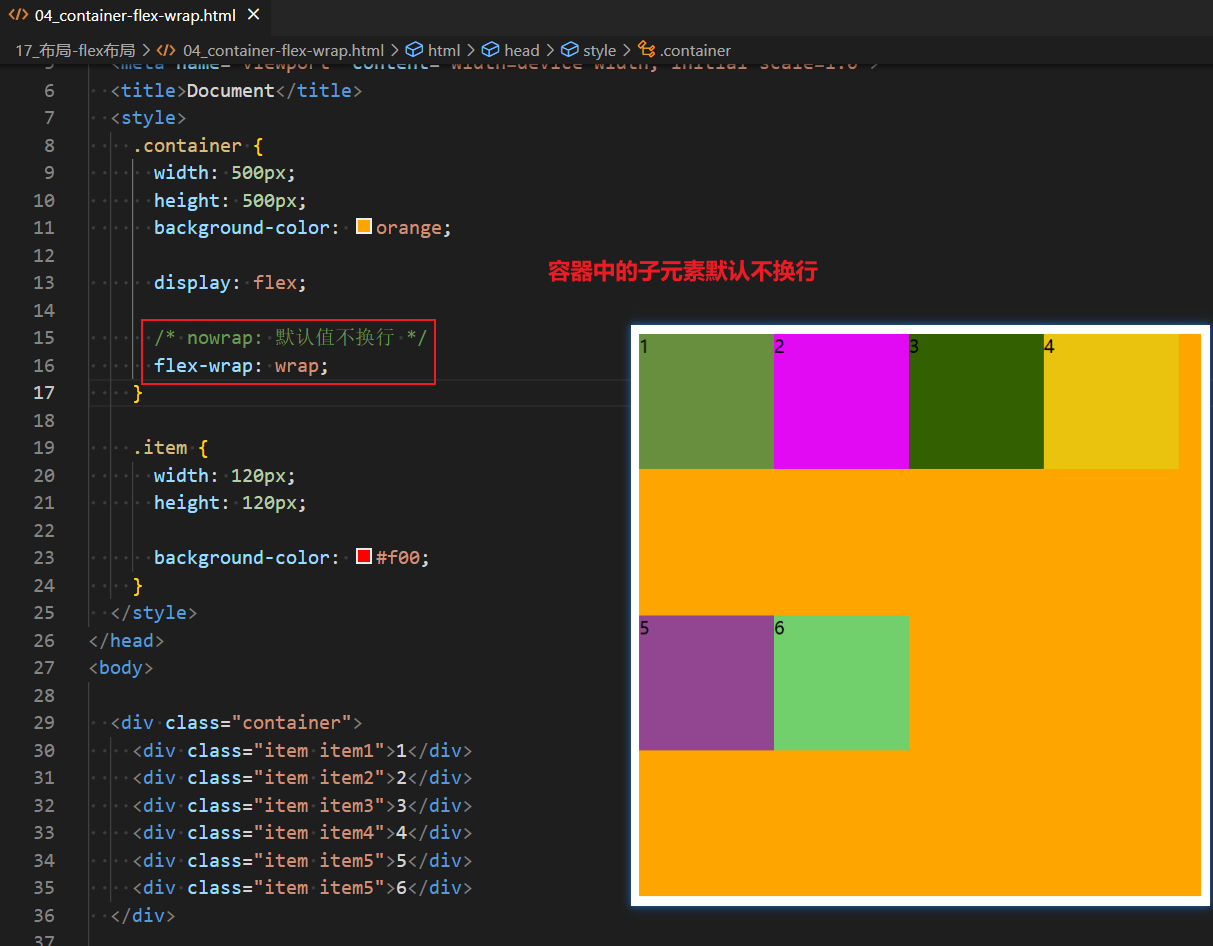 04_container-flex-wrap.html
17_布局-flex布局 > 04_container-flex-wrap.html > html > head > style > .container
5 <meta name="viewport" content="width=device-width, initial-scale=1.0">
6 <title>Document</title>
7 <style>
8 .container {
9 width: 500px;
10 height: 500px;
11 background-color: orange;
12
13 display: flex;
14
15 /* nowrap: 默认值不换行 */
16 flex-wrap: wrap;
17 }
18
19 .item {
20 width: 120px;
21 height: 120px;
22
23 background-color: #f00;
24 }
25 </style>
26 </head>
27 <body>
28
29 <div class="container">
30 <div class="item item1">1</div>
31 <div class="item item2">2</div>
32 <div class="item item3">3</div>
33 <div class="item item4">4</div>
34 <div class="item item5">5</div>
35 <div class="item item5">6</div>
36 </div>
37
容器中的子元素默认不换行
1 2 3 4
5 6